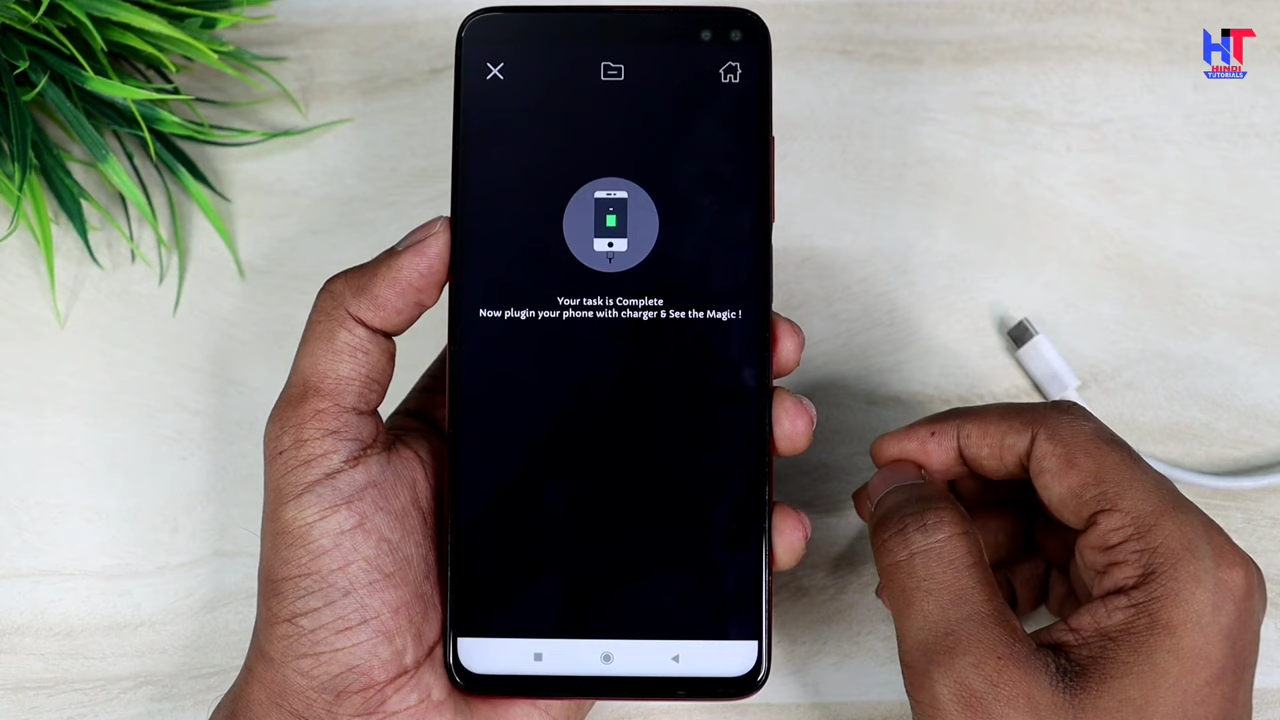 HT
HINDI
TUTORIALS
Your task is Complete
Now plugin your phone with charger & See the Magic !